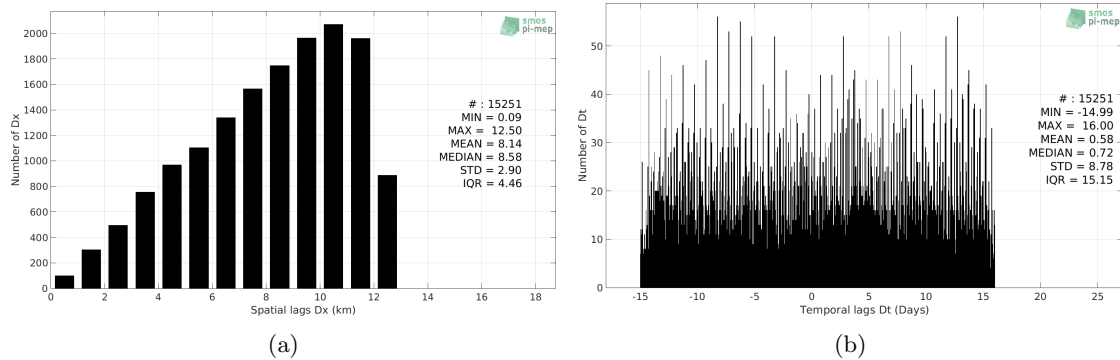 smos
pi-mep
2000
1800
1600
1400
1200
1000
800
600
400
200
0
Number of Dx
0 2 4 6 8 10 12 14 16 18
Spatial lags Dx (km)
# : 15251
MIN = 0.09
MAX = 12.50
MEAN = 8.14
MEDIAN = 8.58
STD = 2.90
IQR = 4.46
(a)
smos
pi-mep
50
40
30
20
10
0
Number of Dt
-15 -10 -5 0 5 10 15 20 25
Temporal lags Dt (Days)
# : 15251
MIN = -14.99
MAX = 16.00
MEAN = 0.58
MEDIAN = 0.72
STD = 8.78
IQR = 15.15
(b)